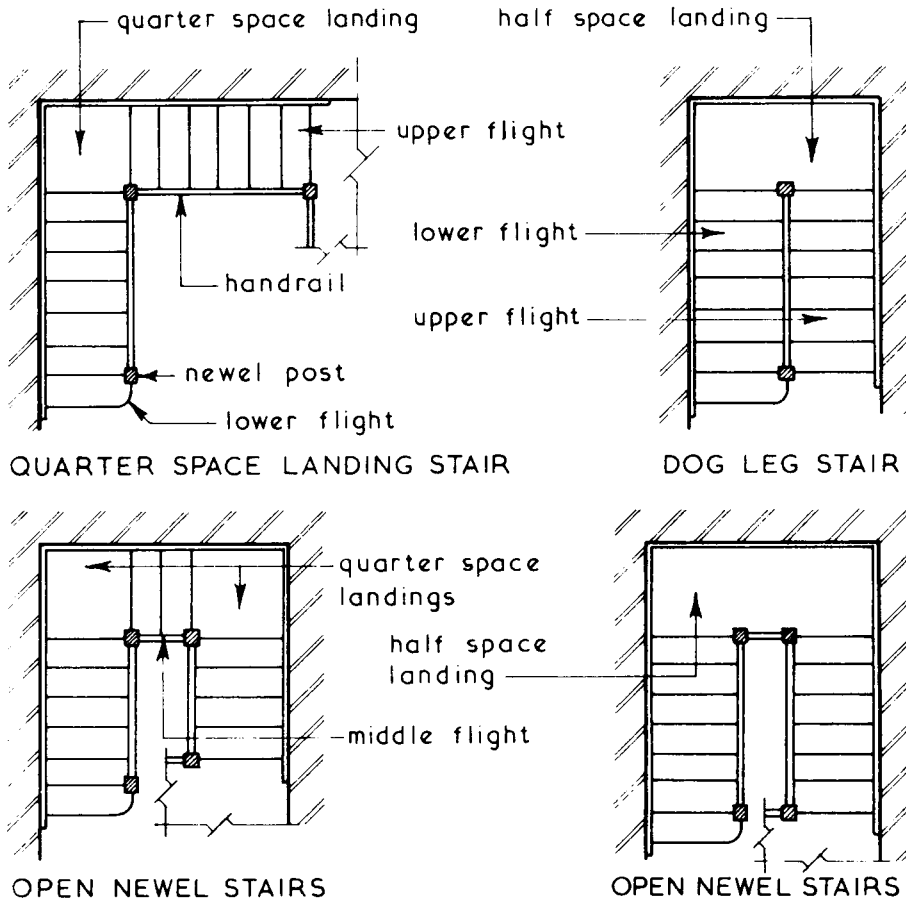 quarter space landing
half space landing
upper flight
lower flight
handrail
upper flight
newel post
lower flight
QUARTER SPACE LANDING STAIR
DOG LEG STAIR
quarter space
landings
half space
landing
middle flight
OPEN NEWEL STAIRS
OPEN NEWEL STAIRS